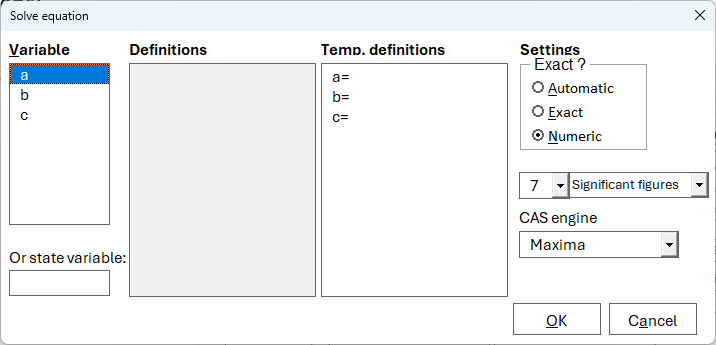 Solve equation
Variable
a
b
c
Or state variable:
Definitions
Temp. definitions
a=
b=
c=
Settings
Exact ?
Automatic
Exact
Numeric
7 Significant figures
CAS engine
Maxima
OK Cancel